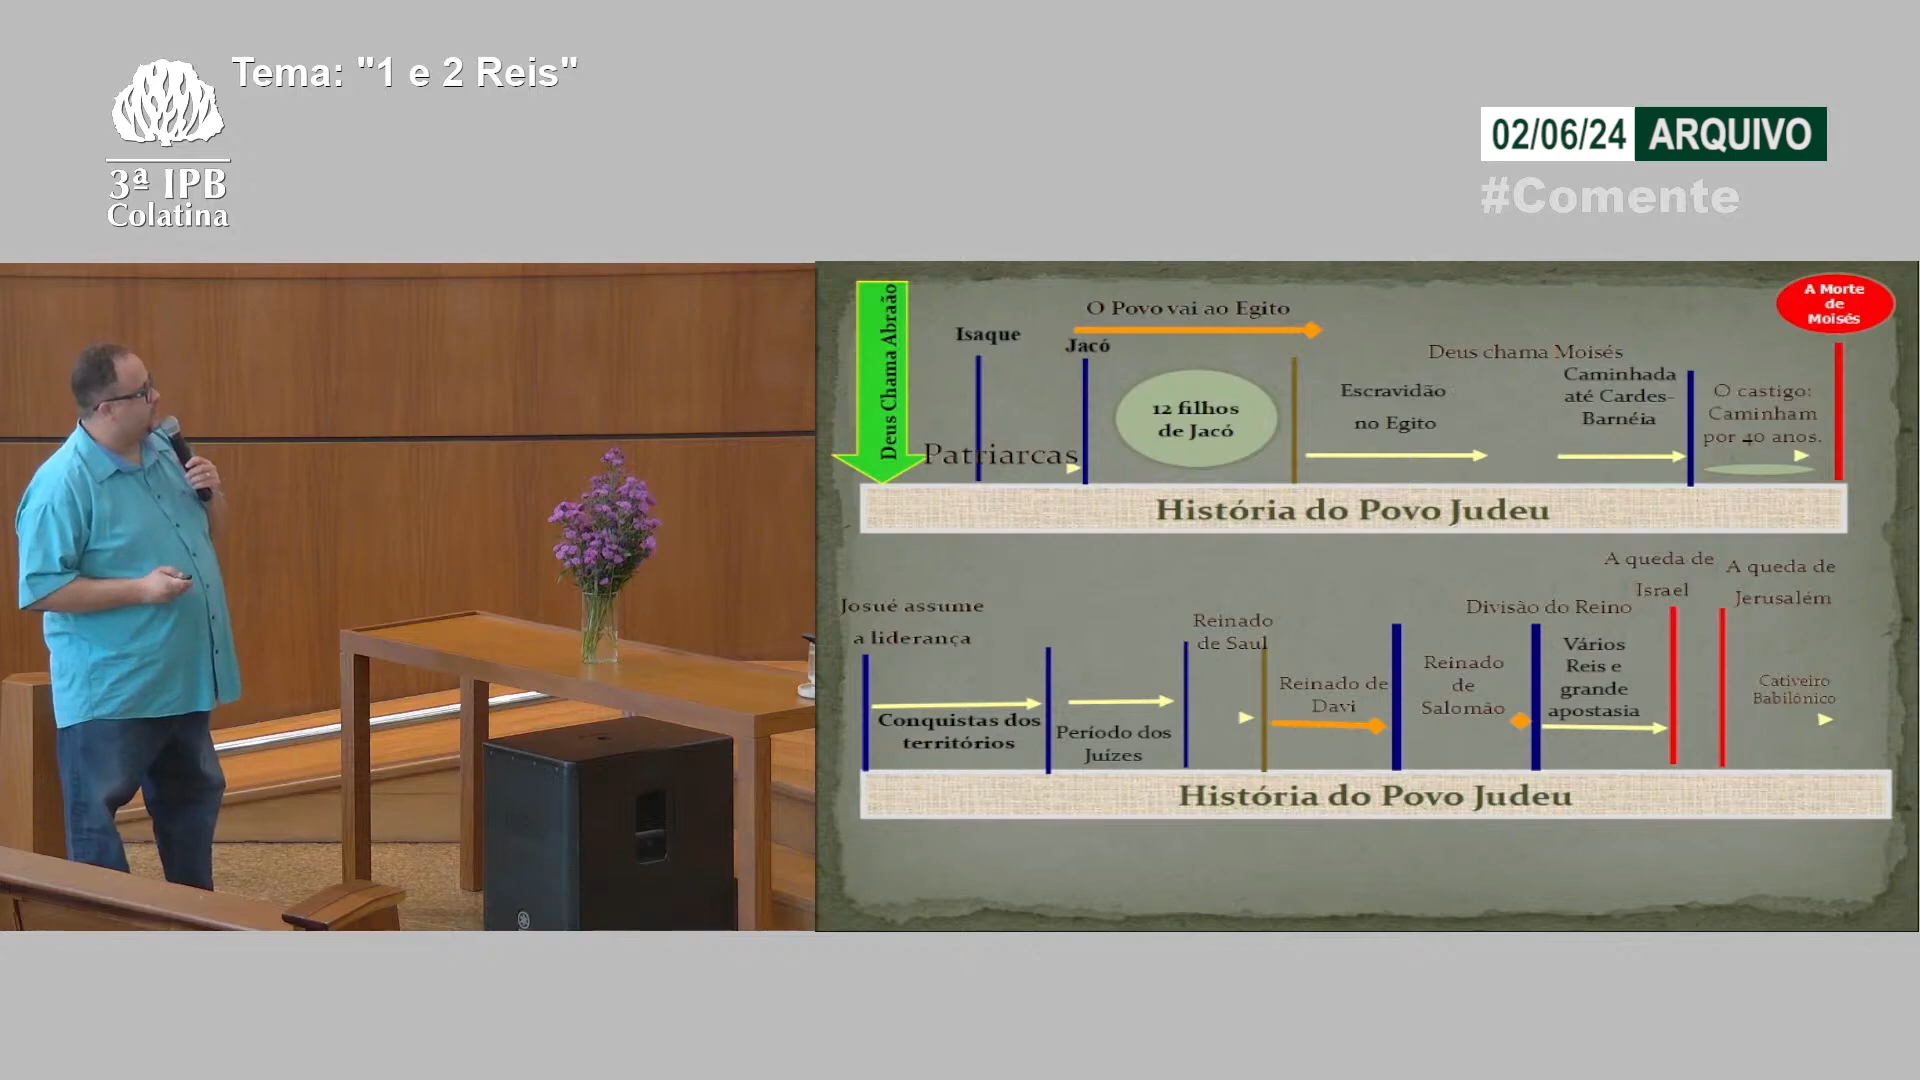 Tema: "1 e 2 Reis"
3ª IPB
Colatina
02/06/24 ARQUIVO
#Comente
Deus Chama Abraão
Isaque
O Povo vai ao Egito
Jacó
Patriarcas
12 filhos
de Jacó
Escravidão
no Egito
Deus chama Moisés
Caminhada
até Cardes-
Barnéia
O castigo:
Caminham
por 40 anos.
A Morte
de
Moisés
História do Povo Judeu
Josué assume
a liderança
Conquistas dos
territórios
Período dos
Juízes
Reinado
de Saul
Reinado de
Davi
Reinado
de
Salomão
Divisão do Reino
Vários
Reis e
grande
apostasia
A queda de
Israel
A queda de
Jerusalém
Cativeiro
Babilônico
História do Povo Judeu